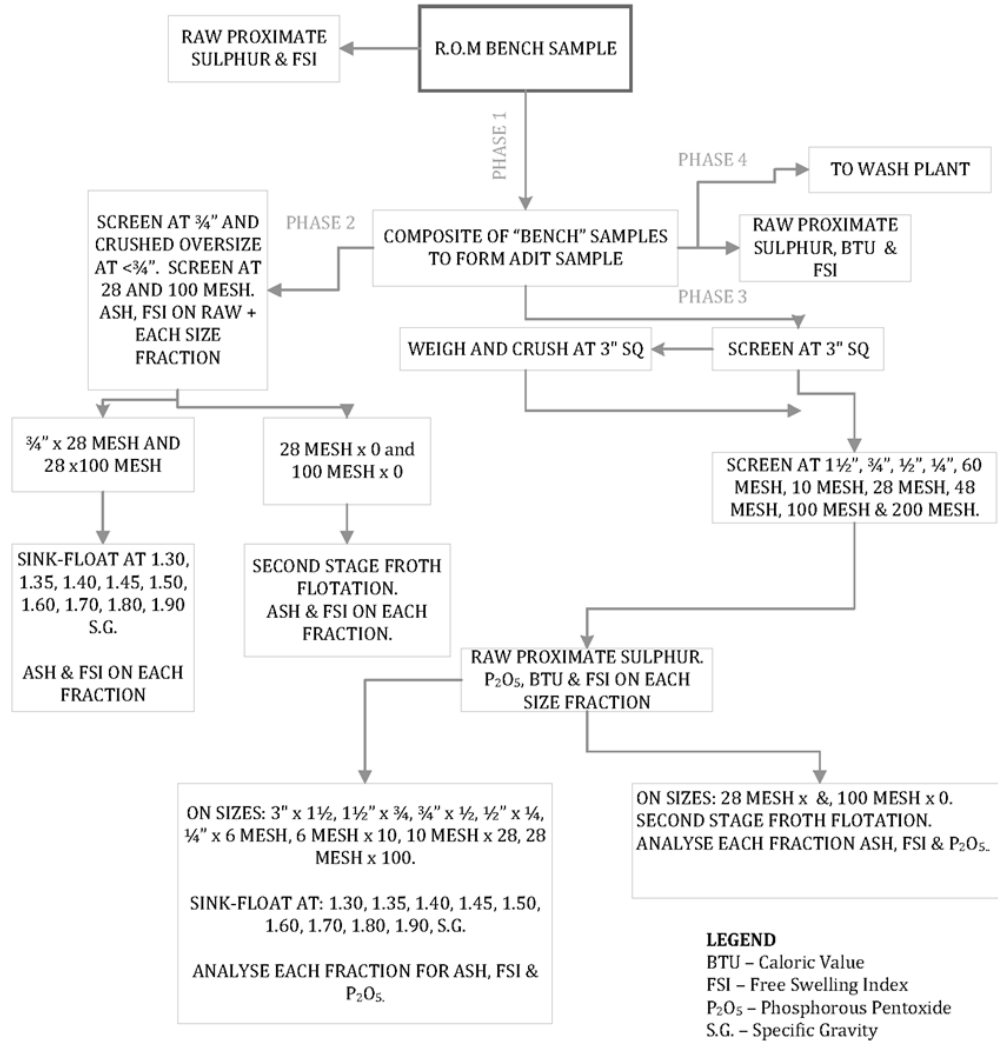 RAW PROXIMATE
SULPHUR & FSI
R.O.M BENCH SAMPLE
PHASE 1
PHASE 4
TO WASH PLANT
PHASE 2
COMPOSITE OF “BENCH” SAMPLES
TO FORM ADIT SAMPLE
RAW PROXIMATE
SULPHUR, BTU &
FSI
SCREEN AT ¾” AND
CRUSHED OVERSIZE
AT <¾”. SCREEN AT
28 AND 100 MESH.
ASH, FSI ON RAW +
EACH SIZE
FRACTION
PHASE 3
WEIGH AND CRUSH AT 3" SQ
SCREEN AT 3" SQ
¾” x 28 MESH AND
28 x100 MESH
28 MESH x 0 and
100 MESH x 0
SCREEN AT 1½”, ¾”, ½”, ¼”, 60
MESH, 10 MESH, 28 MESH, 48
MESH, 100 MESH & 200 MESH.
SINK-FLOAT AT 1.30,
1.35, 1.40, 1.45, 1.50,
1.60, 1.70, 1.80, 1.90
S.G.
ASH & FSI ON EACH
FRACTION
SECOND STAGE FROTH
FLOTATION.
ASH & FSI ON EACH
FRACTION.
RAW PROXIMATE SULPHUR.
P₂O₅, BTU & FSI ON EACH
SIZE FRACTION
ON SIZES: 3" x 1½, 1½” x ¾, ¾” x ½, ½” x ¼,
¼” x 6 MESH, 6 MESH x 10, 10 MESH x 28, 28
MESH x 100.
SINK-FLOAT AT: 1.30, 1.35, 1.40, 1.45, 1.50,
1.60, 1.70, 1.80, 1.90, S.G.
ANALYSE EACH FRACTION FOR ASH, FSI &
P₂O₅.
ON SIZES: 28 MESH x &, 100 MESH x 0.
SECOND STAGE FROTH FLOTATION.
ANALYSE EACH FRACTION ASH, FSI & P₂O₅..
LEGEND
BTU – Caloric Value
FSI – Free Swelling Index
P₂O₅ – Phosphorous Pentoxide
S.G. – Specific Gravity